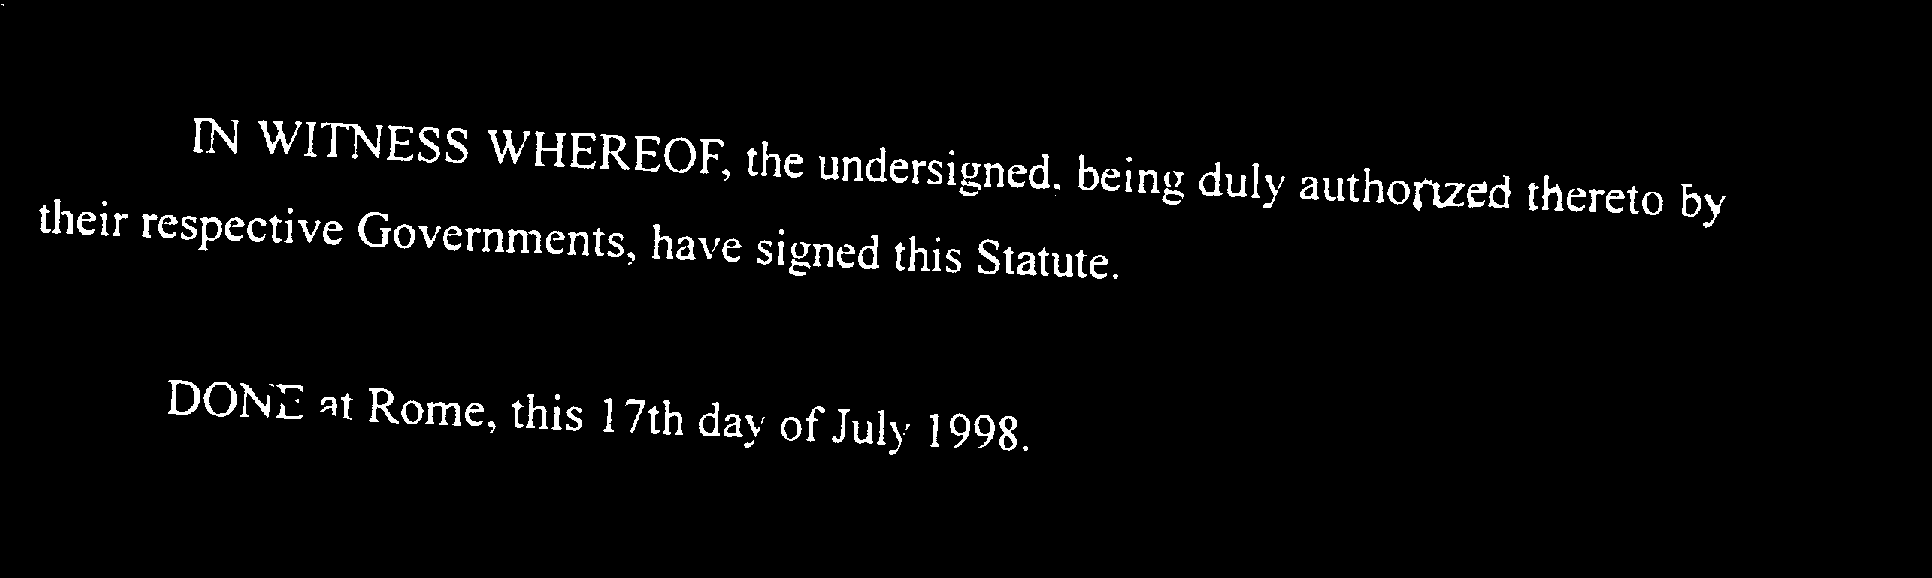 IN WITNESS WHEREOF, the undersigned, being duly authorized thereto by
their respective Governments, have signed this Statute.
DONE at Rome, this 17th day of July 1998.